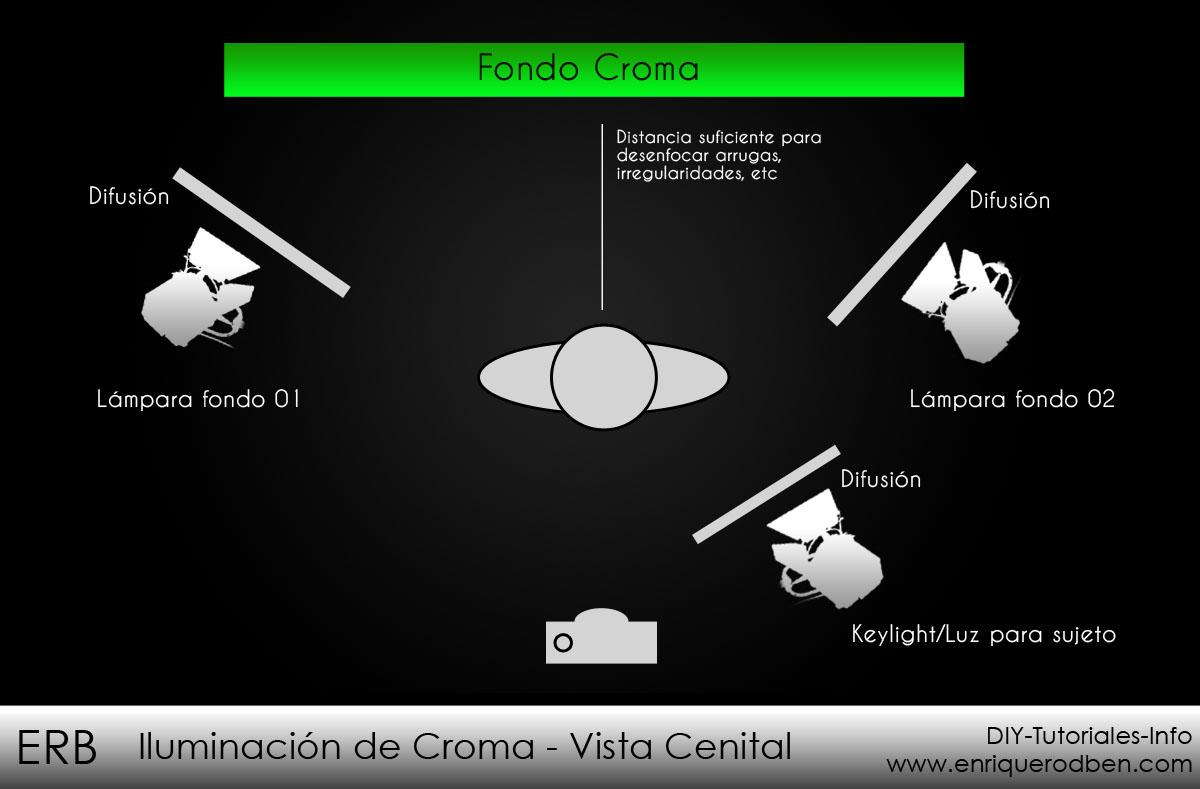 Fondo Croma
Distancia suficiente para
desenfocar arrugas,
irregularidades, etc
Difusión
Difusión
Lámpara fondo 01
Lámpara fondo 02
Difusión
Keylight/Luz para sujeto
ERB
Iluminación de Croma - Vista Cenital
DIY-Tutoriales-Info
www.enriquerodben.com